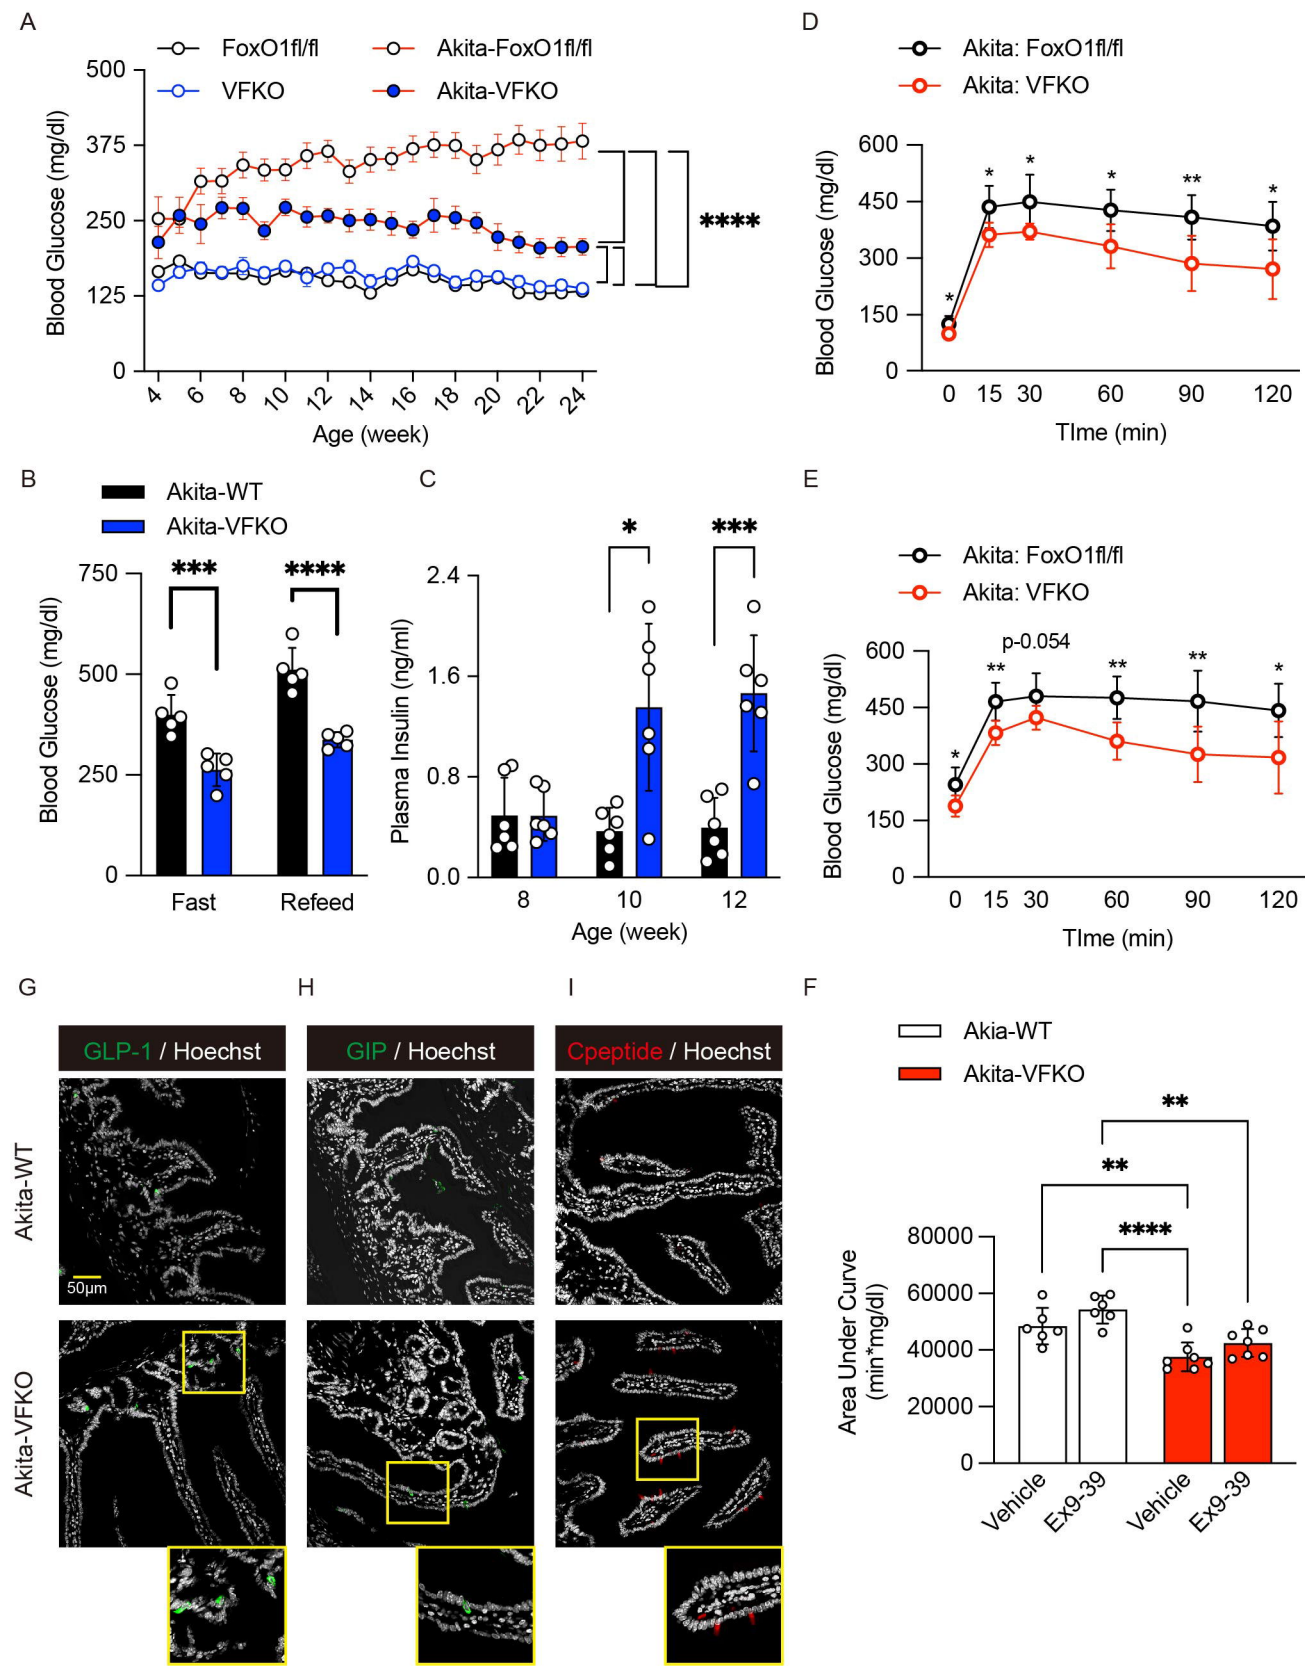 A
FoxO1fl/fl
Akita-FoxO1fl/fl
VFKO
Akita-VFKO
500
375
250
125
0
Blood Glucose (mg/dl)
****
4 6 8 10 12 14 16 18 20 22 24
Age (week)
D
Akita: FoxO1fl/fl
Akita: VFKO
600
450
300
150
0
Blood Glucose (mg/dl)
* * * * ** *
0 15 30 60 90 120
TIme (min)
B
Akita-WT
Akita-VFKO
750
500
250
0
Blood Glucose (mg/dl)
*** ****
Fast Refeed
C
2.4
1.6
0.8
0.0
Plasma Insulin (ng/ml)
* ***
8 10 12
Age (week)
E
Akita: FoxO1fl/fl
Akita: VFKO
600
450
300
150
0
Blood Glucose (mg/dl)
p-0.054
* ** ** ** *
0 15 30 60 90 120
TIme (min)
G
GLP-1 / Hoechst
H
GIP / Hoechst
I
Cpeptide / Hoechst
Akita-WT
50μm
Akita-VFKO
F
Akia-WT
Akita-VFKO
**
**
****
80000
60000
40000
20000
0
Area Under Curve
(min*mg/dl)
Vehicle
Ex9-39
Vehicle
Ex9-39